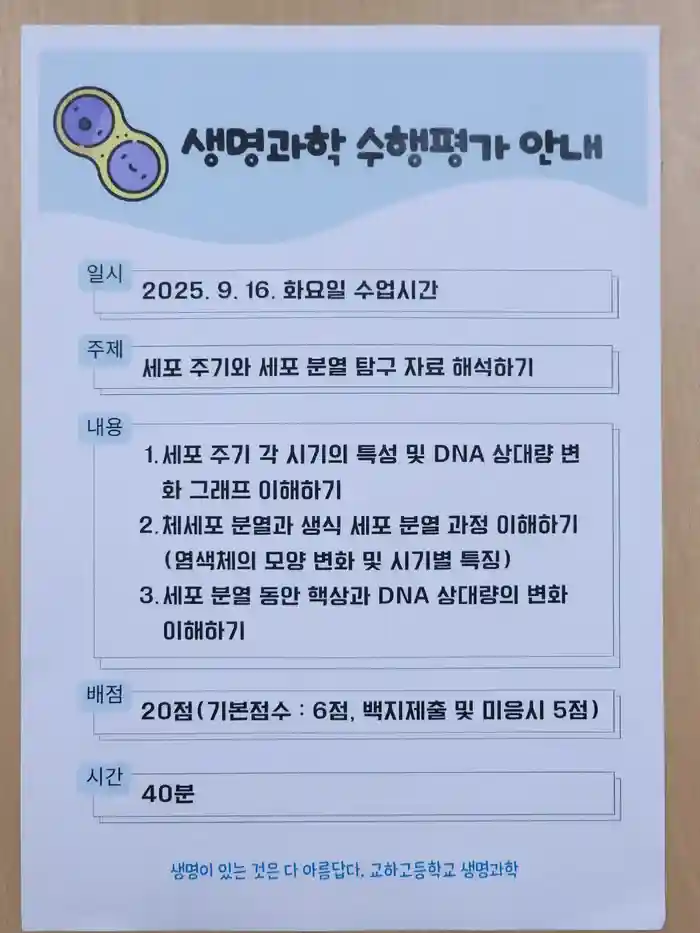 생명과학 수행평가 안내
일시
2025. 9. 16. 화요일 수업시간
주제
세포 주기와 세포 분열 탐구 자료 해석하기
내용
1. 세포 주기 각 시기의 특성 및 DNA 상대량 변
화 그래프 이해하기
2. 체세포 분열과 생식 세포 분열 과정 이해하기
(염색체의 모양 변화 및 시기별 특징)
3. 세포 분열 동안 핵상과 DNA 상대량의 변화
이해하기
배점
20점(기본점수 : 6점, 백지제출 및 미응시 5점)
시간
40분
생명이 있는 것은 다 아름답다. 교하고등학교 생명과학